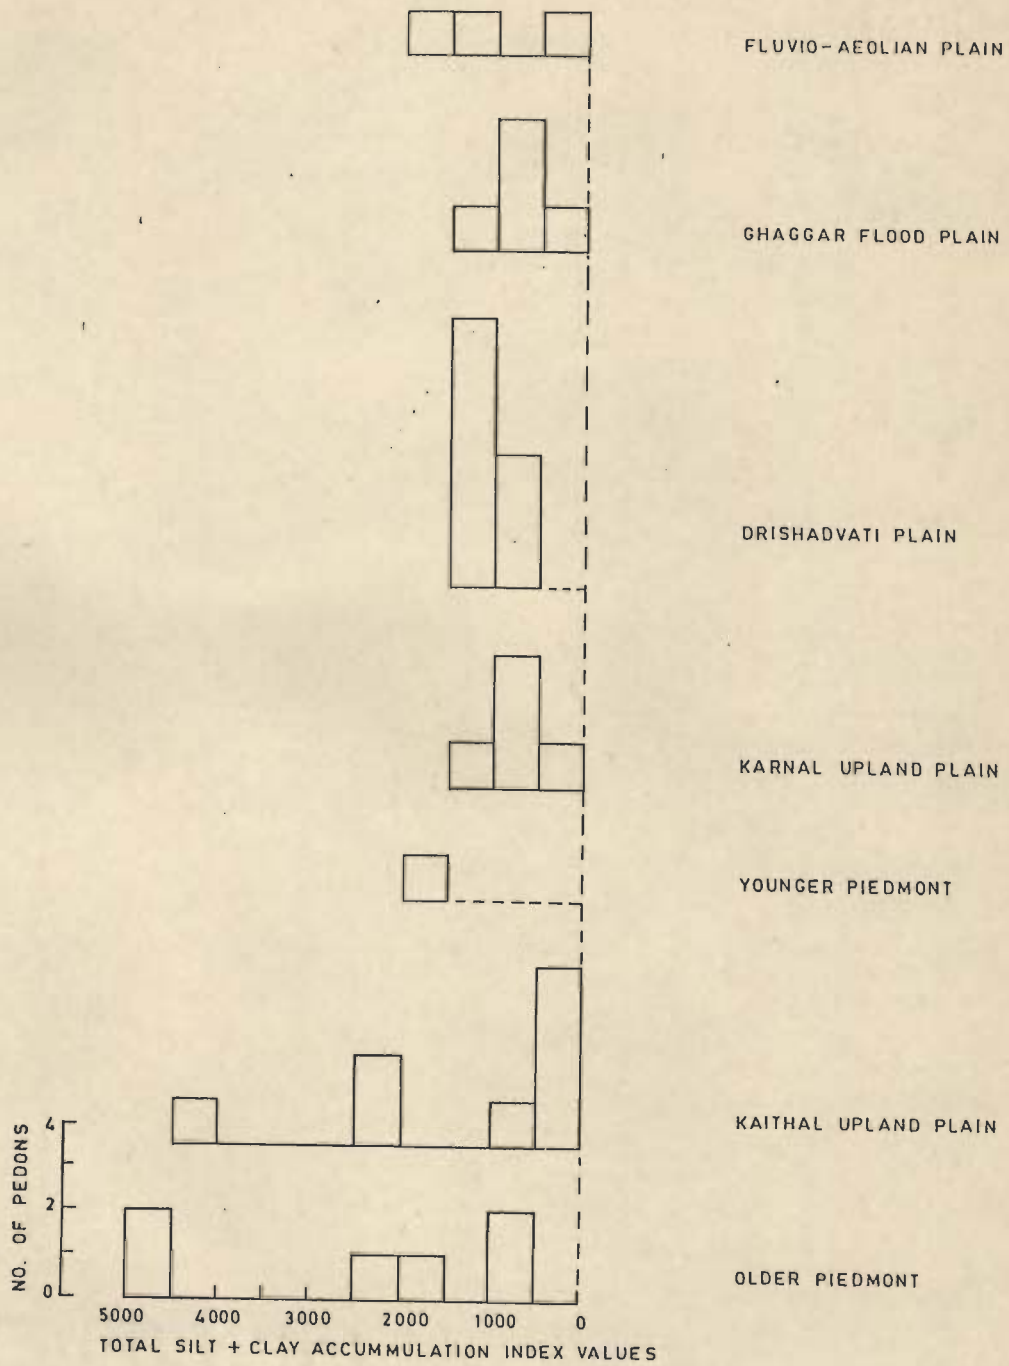 FLUVIO-AEOLIAN PLAIN
GHAGGAR FLOOD PLAIN
DRISHADVATI PLAIN
KARNAL UPLAND PLAIN
YOUNGER PIEDMONT
KAITHAL UPLAND PLAIN
OLDER PIEDMONT
NO. OF PEDONS
4
2
0
5000 4000 3000 2000 1000 0
TOTAL SILT + CLAY ACCUMMULATION INDEX VALUES